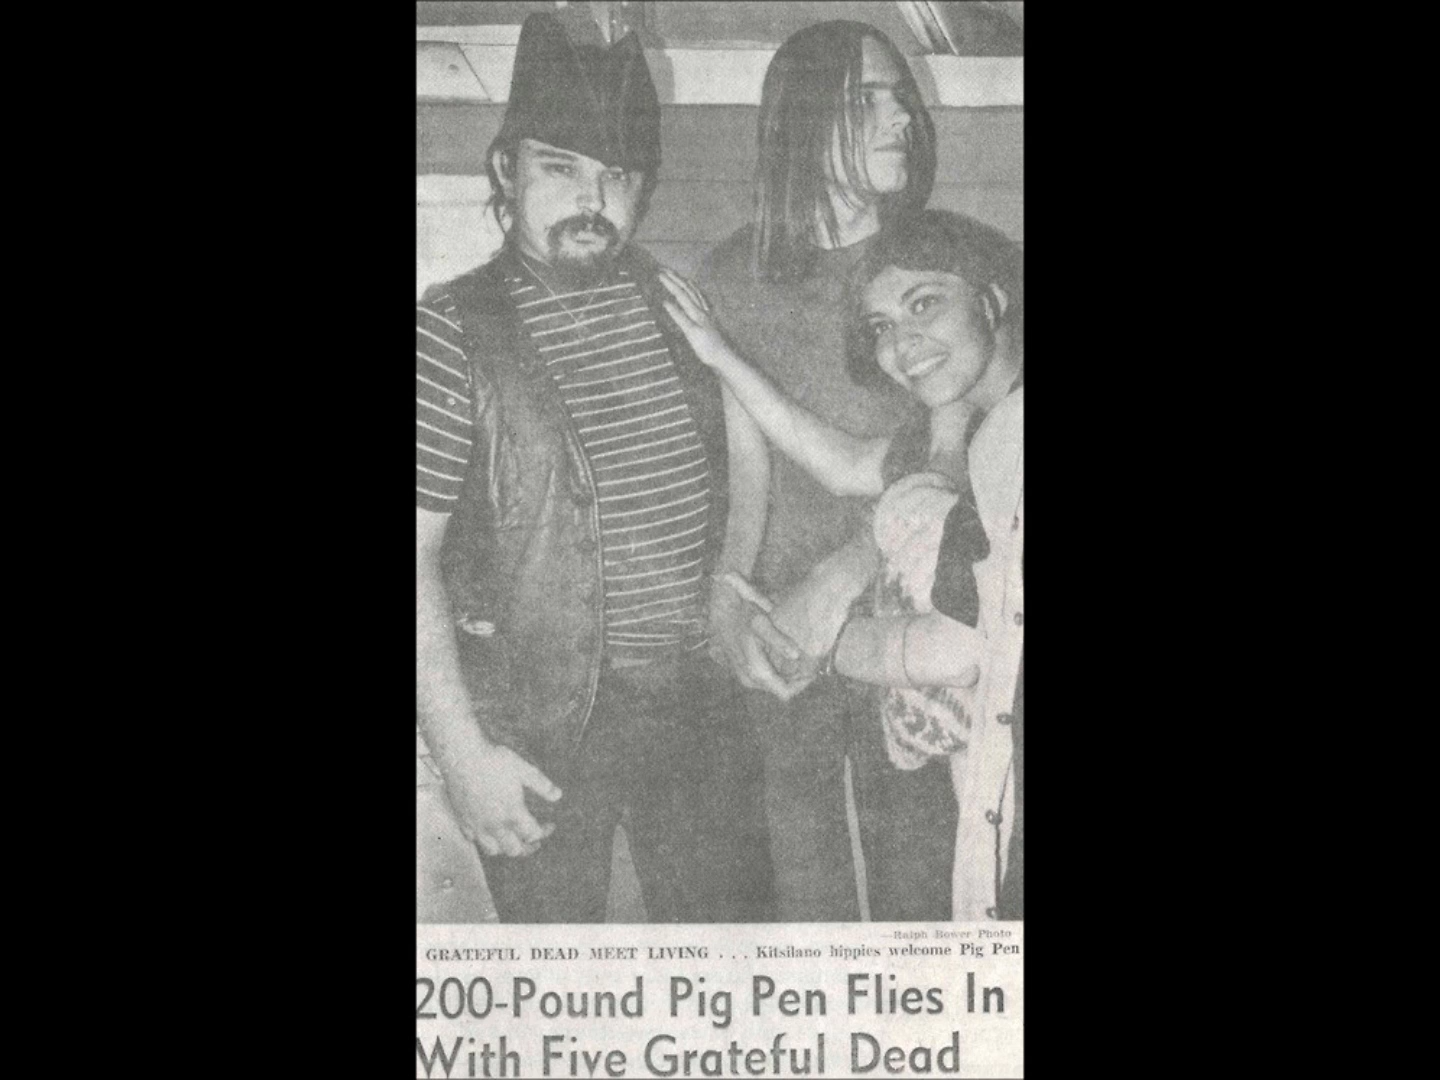 —Ralph Bower Photo
GRATEFUL DEAD MEET LIVING . . . Kitsilano hippies welcome Pig Pen
200-Pound Pig Pen Flies In
With Five Grateful Dead